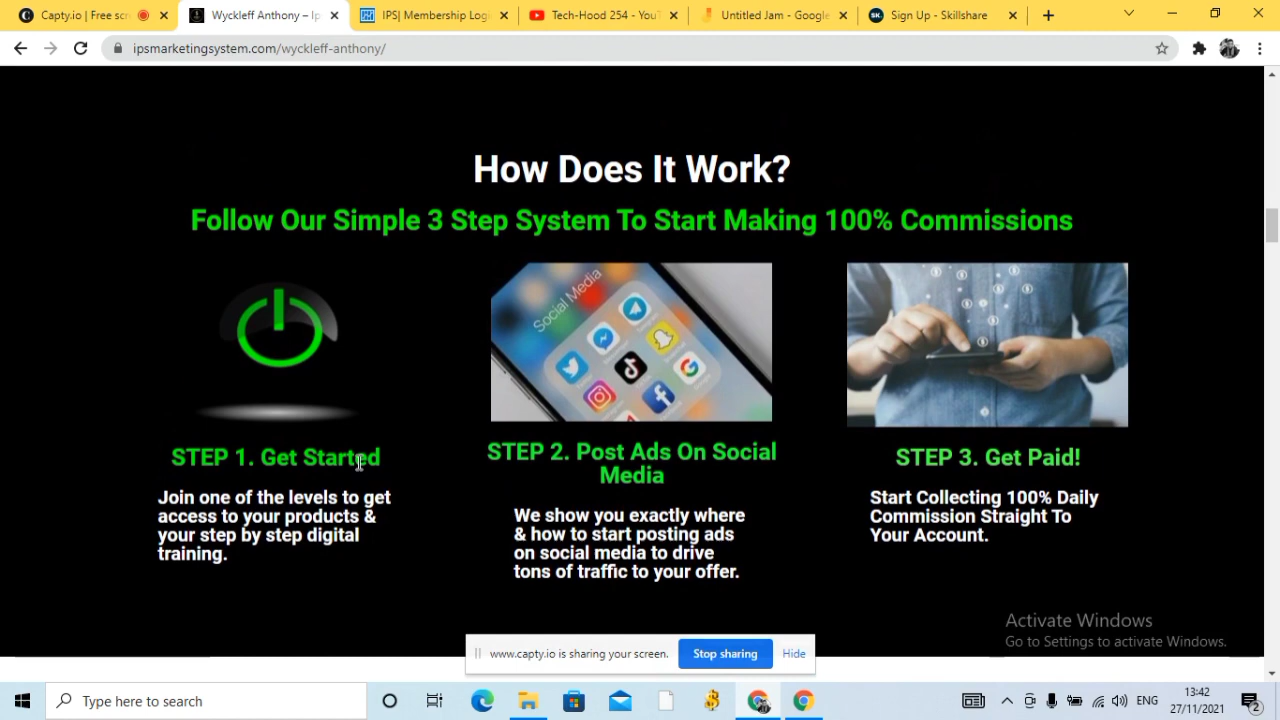 Capty.io | Free scr
Wyckleff Anthony – Ip
IPS| Membership Logi
Tech-Hood 254 - YouT
Untitled Jam - Google
SK.
Sign Up - Skillshare
ipsmarketingsystem.com/wyckleff-anthony/
How Does It Work?
Follow Our Simple 3 Step System To Start Making 100% Commissions
Social Media
STEP 1. Get Started
Join one of the levels to get
access to your products &
your step by step digital
training.
STEP 2. Post Ads On Social
Media
We show you exactly where
& how to start posting ads
on social media to drive
tons of traffic to your offer.
STEP 3. Get Paid!
Start Collecting 100% Daily
Commission Straight To
Your Account.
Activate Windows
Go to Settings to activate Windows.
www.capty.io is sharing your screen.
Stop sharing
Hide
Type here to search
ENG
13:42
27/11/2021
2